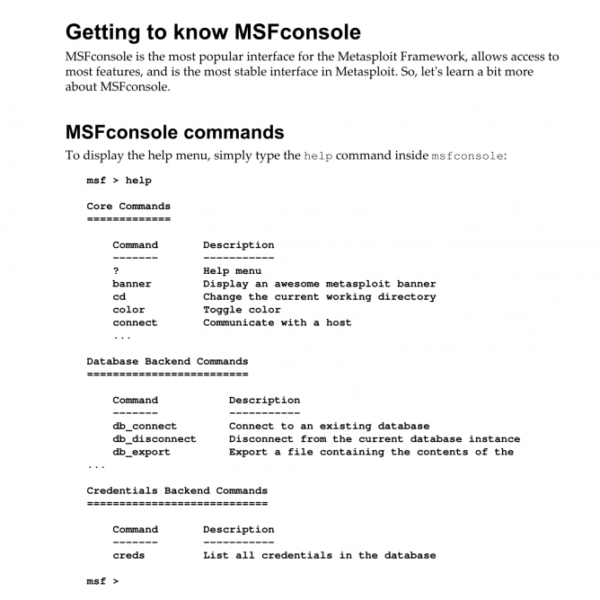 Getting to know MSFconsole
MSFconsole is the most popular interface for the Metasploit Framework, allows access to
most features, and is the most stable interface in Metasploit. So, let's learn a bit more
about MSFconsole.
MSFconsole commands
To display the help menu, simply type the help command inside msfconsole:
msf > help
Core Commands
=============
Command Description
------- -----------
? Help menu
banner Display an awesome metasploit banner
cd Change the current working directory
color Toggle color
connect Communicate with a host
...
Database Backend Commands
=========================
Command Description
------- -----------
db_connect Connect to an existing database
db_disconnect Disconnect from the current database instance
db_export Export a file containing the contents of the
...
Credentials Backend Commands
============================
Command Description
------- -----------
creds List all credentials in the database
msf >